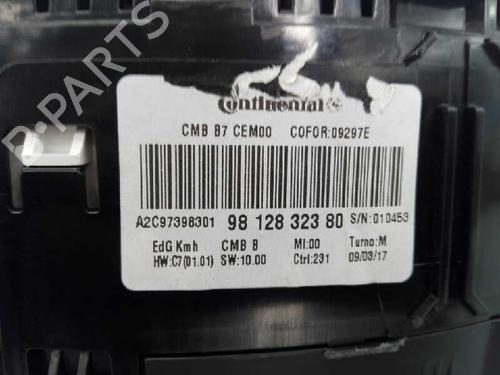 Continental
CMB B7 CEM00 COFOR:09297E
A2C97398301 98 128 323 80 S/N:010453
EdG Kmh CMB B MI:00 Turno:M
HW:C7(01.01) SW:10.00 Ctrl:231 09/03/17
B-PARTS